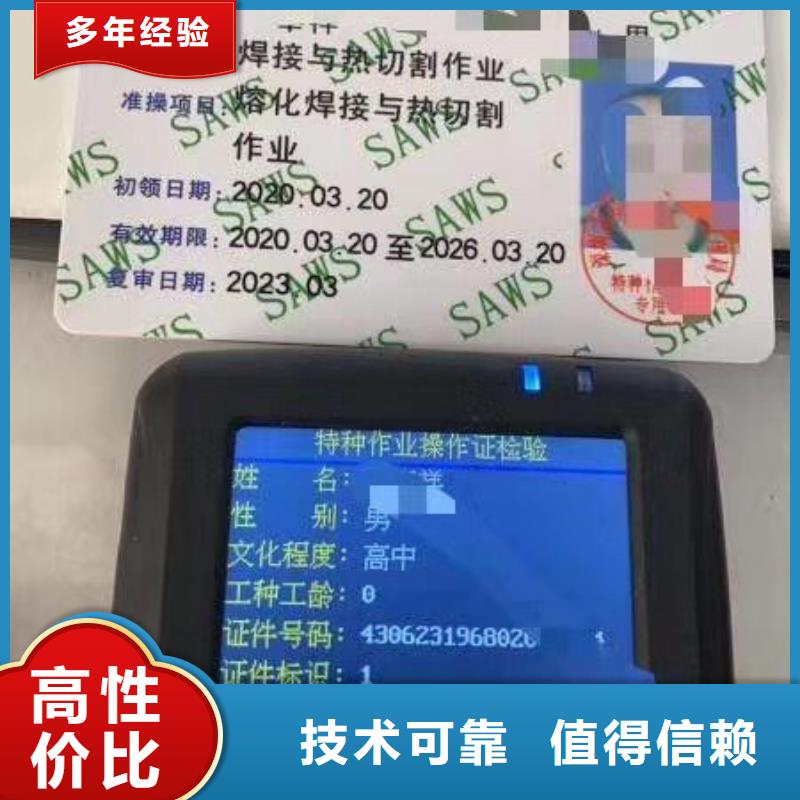 多年经验
焊接与热切割作业
准操项目:熔化焊接与热切割
作业
初领日期:2020.03.20
有效期限:2020.03.20 至2026.03.20
复审日期:2023.03
SAWS
特种作业操作证检验
姓 名:
性 别:男
文化程度:高中
工种工龄:0
证件号码:
证件标识:1
高性
价比
技术可靠 值得信赖